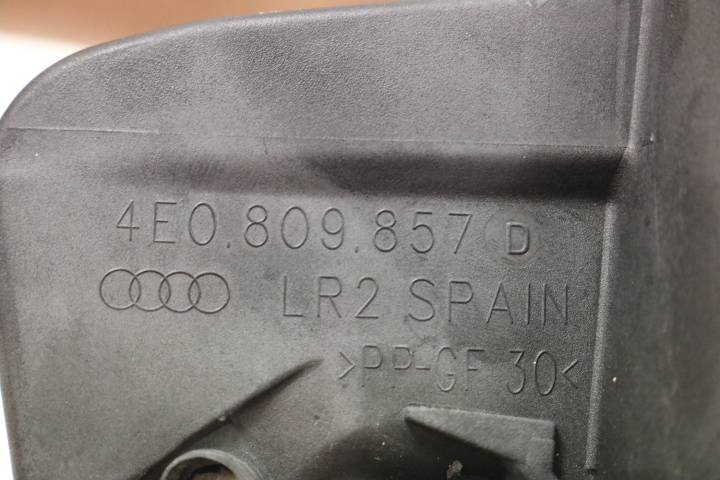 4E0.809.857 D
LR2 SPAIN
>PP-GF 30<